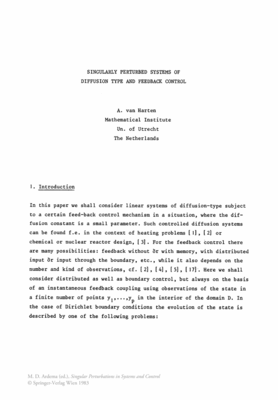 SINGULARLY PERTURBED SYSTEMS OF
DIFFUSION TYPE AND FEEDBACK CONTROL
A. van Harten
Mathematical Institute
Un. of Utrecht
The Netherlands
1. Introduction
In this paper we shall consider linear systems of diffusion-type subject
to a certain feed-back control mechanism in a situation, where the dif-
fusion constant is a small parameter. Such controlled diffusion systems
can be found f.e. in the context of heating problems [1], [2] or
chemical or nuclear reactor design, [3]. For the feedback control there
are many possibilities: feedback without òr with memory, with distributed
input òr input through the boundary, etc., while it also depends on the
number and kind of observations, cf. [2], [4], [5], [17]. Here we shall
consider distributed as well as boundary control, but always on the basis
of an instantaneous feedback coupling using observations of the state in
a finite number of points y₁,...,yₚ in the interior of the domain D. In
the case of Dirichlet boundary conditions the evolution of the state is
described by one of the following problems:
M. D. Ardema (ed.), Singular Perturbations in Systems and Control
© Springer-Verlag Wien 1983